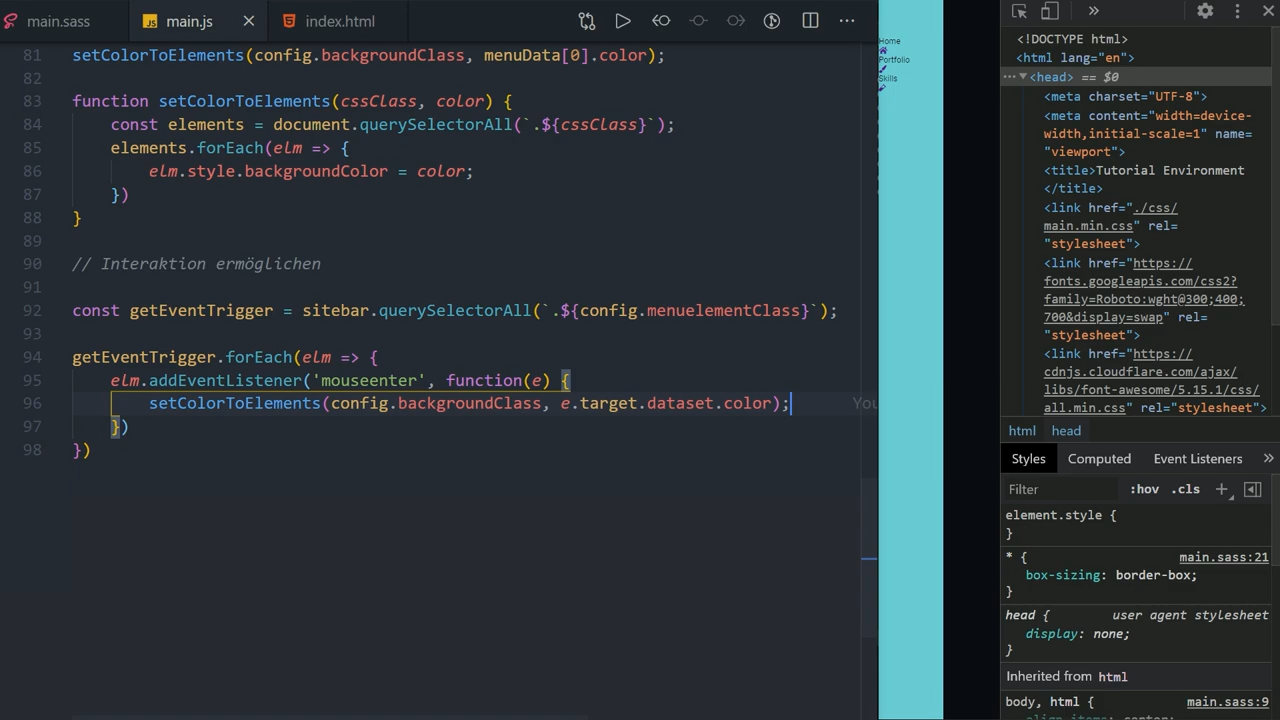 main.sass
main.js
index.html
81 setColorToElements(config.backgroundClass, menuData[0].color);
82
83 function setColorToElements(cssClass, color) {
84 const elements = document.querySelectorAll(`.${cssClass}`);
85 elements.forEach(elm => {
86 elm.style.backgroundColor = color;
87 })
88 }
89
90 // Interaktion ermöglichen
91
92 const getEventTrigger = sitebar.querySelectorAll(`.${config.menuelementClass}`);
93
94 getEventTrigger.forEach(elm => {
95 elm.addEventListener('mouseenter', function(e) {
96 setColorToElements(config.backgroundClass, e.target.dataset.color); You
97 })
98 })
Home
Portfolio
Skills
<!DOCTYPE html>
<html lang="en">
<head> == $0
<meta charset="UTF-8">
<meta content="width=device-
width,initial-scale=1" name=
"viewport">
<title>Tutorial Environment
</title>
<link href="./css/
main.min.css" rel=
"stylesheet">
<link href="https://
fonts.googleapis.com/css2?
family=Roboto:wght@300;400;
700&display=swap" rel=
"stylesheet">
<link href="https://
cdnjs.cloudflare.com/ajax/
libs/font-awesome/5.15.1/css/
all.min.css" rel="stylesheet">
html head
Styles Computed Event Listeners
Filter :hov .cls
element.style {
}
* { main.sass:21
box-sizing: border-box;
}
head { user agent stylesheet
display: none;
}
Inherited from html
body, html { main.sass:9
align-items: center;